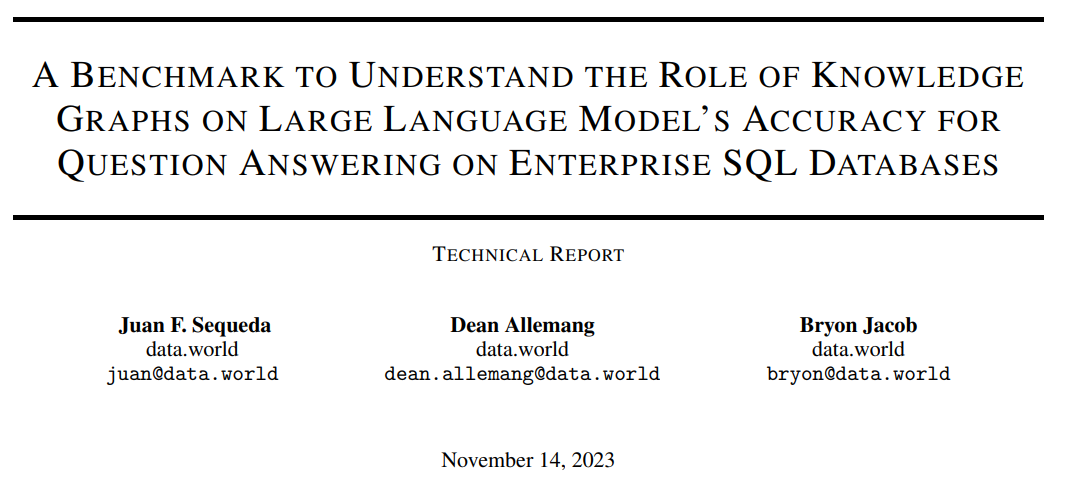 A BENCHMARK TO UNDERSTAND THE ROLE OF KNOWLEDGE
GRAPHS ON LARGE LANGUAGE MODEL'S ACCURACY FOR
QUESTION ANSWERING ON ENTERPRISE SQL DATABASES
TECHNICAL REPORT
Juan F. Sequeda
data.world
juan@data.world
Dean Allemang
data.world
dean.allemang@data.world
Bryon Jacob
data.world
bryon@data.world
November 14, 2023